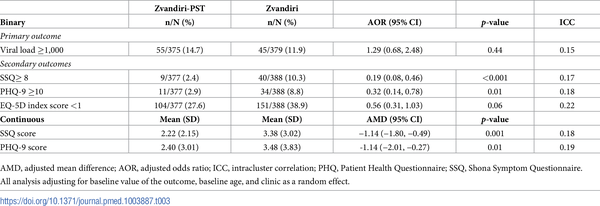 Zvandiri-PST Zvandiri
Binary n/N (%) n/N (%) AOR (95% CI) p-value ICC
Primary outcome
Viral load ≥1,000 55/375 (14.7) 45/379 (11.9) 1.29 (0.68, 2.48) 0.44 0.15
Secondary outcomes
SSQ≥ 8 9/377 (2.4) 40/388 (10.3) 0.19 (0.08, 0.46) <0.001 0.17
PHQ-9 ≥10 11/377 (2.9) 34/388 (8.8) 0.32 (0.14, 0.78) 0.01 0.18
EQ-5D index score <1 104/377 (27.6) 151/388 (38.9) 0.56 (0.31, 1.03) 0.06 0.22
Continuous Mean (SD) Mean (SD) AMD (95% CI) p-value
SSQ score 2.22 (2.15) 3.38 (3.02) −1.14 (−1.80, −0.49) 0.001 0.18
PHQ-9 score 2.40 (3.01) 3.48 (3.83) -1.14 (−2.01, −0.27) 0.01 0.19
AMD, adjusted mean difference; AOR, adjusted odds ratio; ICC, intracluster correlation; PHQ, Patient Health Questionnaire; SSQ, Shona Symptom Questionnaire.
All analysis adjusting for baseline value of the outcome, baseline age, and clinic as a random effect.
https://doi.org/10.1371/journal.pmed.1003887.t003